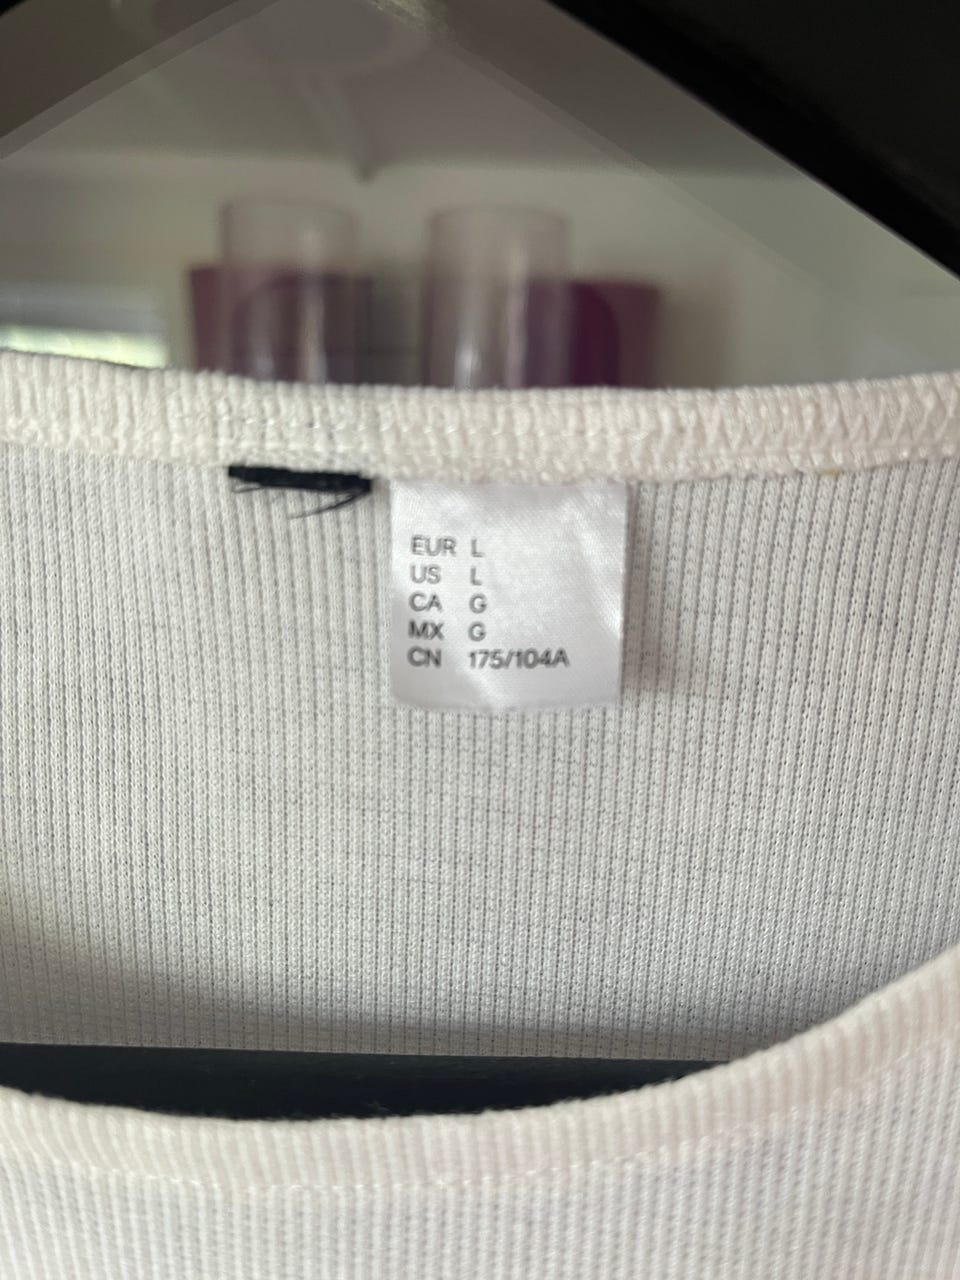 EUR L
US L
CA G
MX G
CN 175/104A